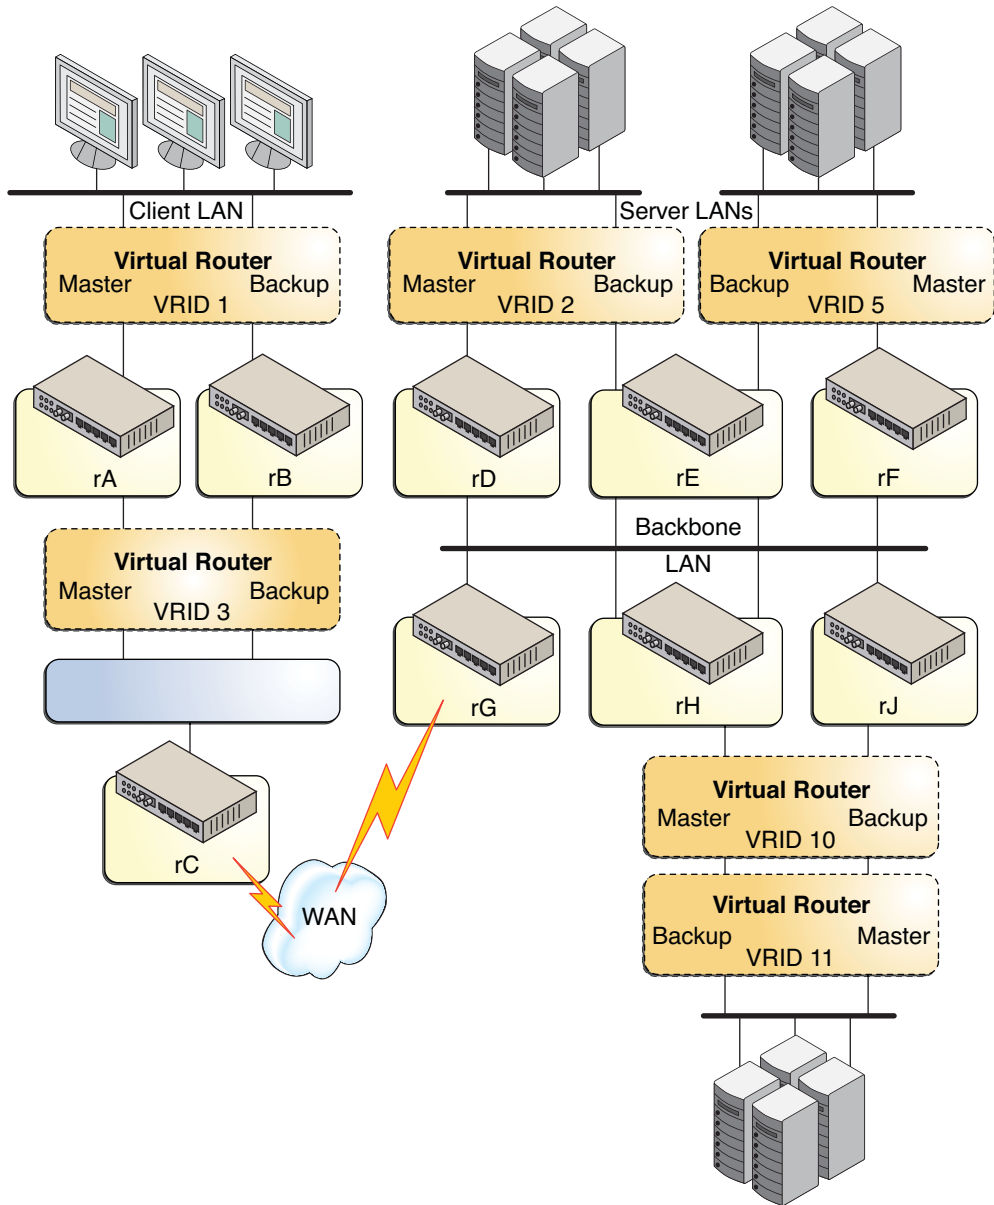 Client LAN
Server LANs
Virtual Router
Master Backup
VRID 1
Virtual Router
Master Backup
VRID 2
Virtual Router
Backup Master
VRID 5
rA
rB
rD
rE
rF
Backbone
LAN
Virtual Router
Master Backup
VRID 3
rG
rH
rJ
rC
WAN
Virtual Router
Master Backup
VRID 10
Virtual Router
Backup Master
VRID 11